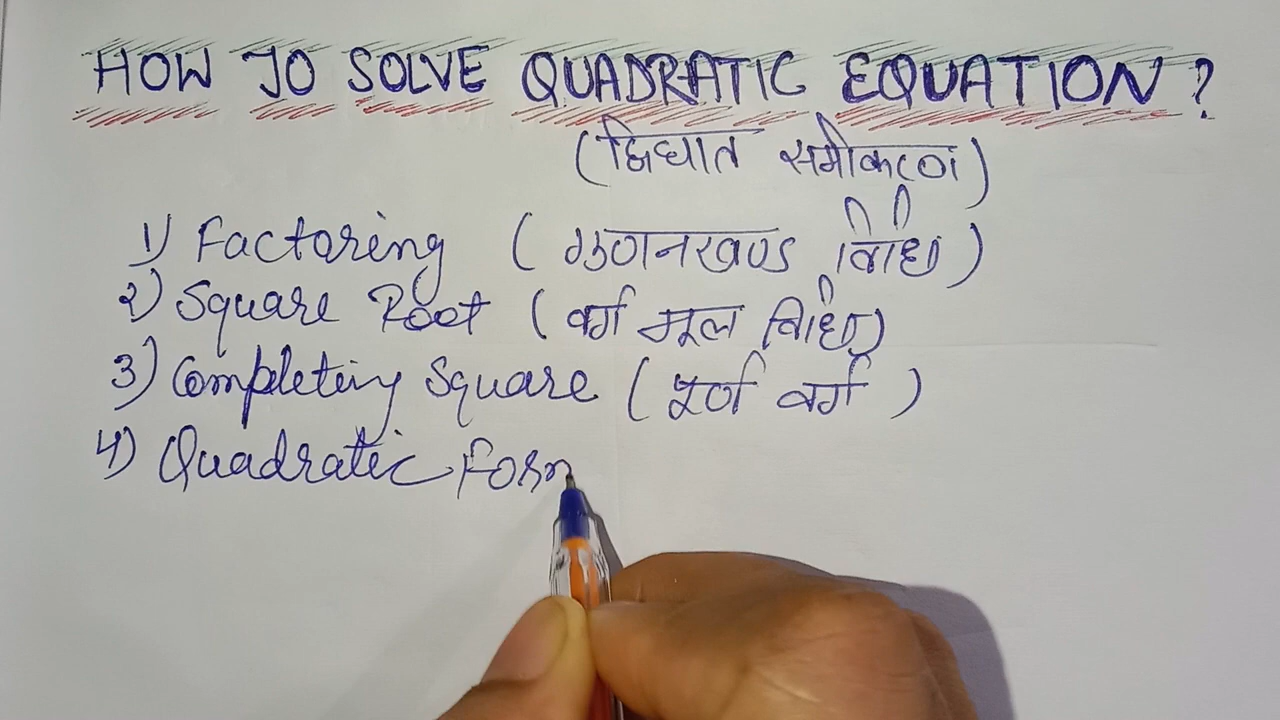 HOW TO SOLVE QUADRATIC EQUATION ?
(द्विघात समीकरण)
1) Factoring (गुणनखण्ड विधि)
2) Square Root (वर्ग मूल विधि)
3) Completing Square (पूर्ण वर्ग)
4) Quadratic Form